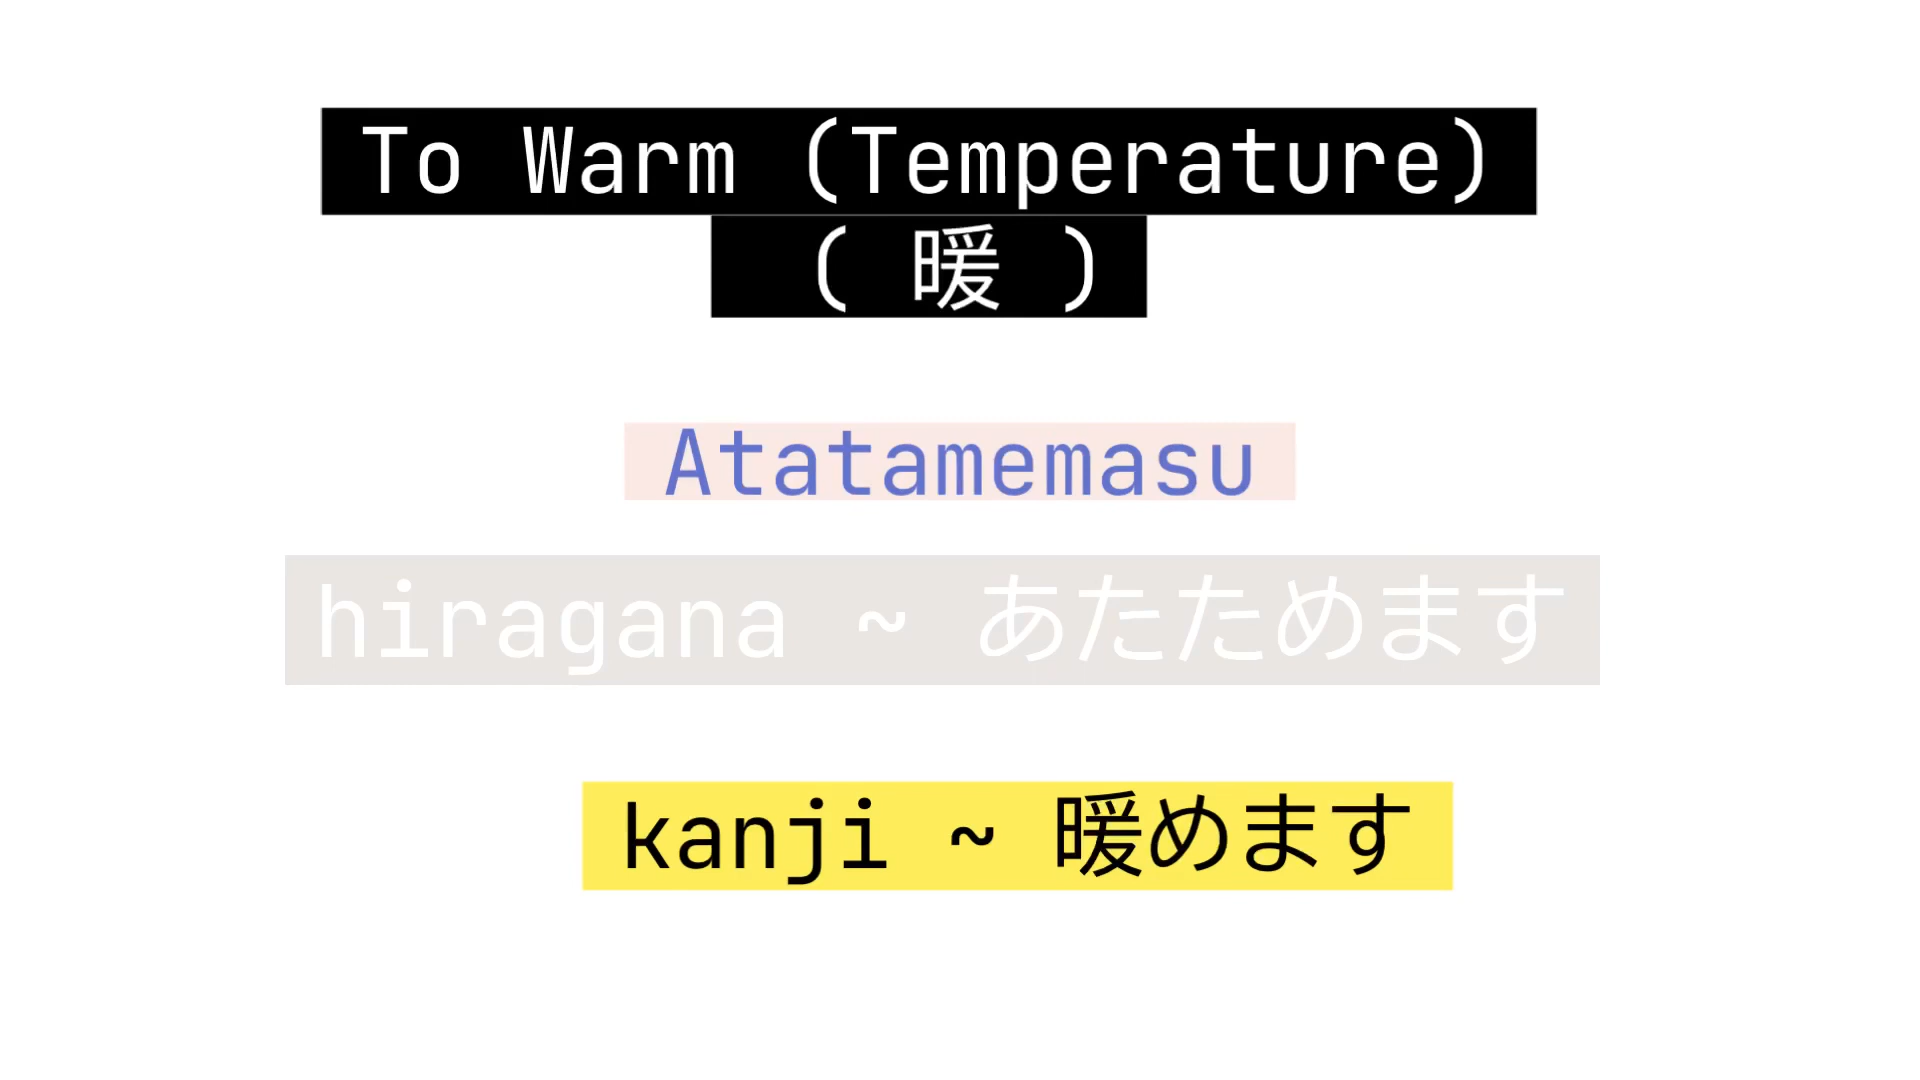 To Warm (Temperature)
( 暖 )
Atatamemasu
hiragana ~ あたためます
kanji ~ 暖めます